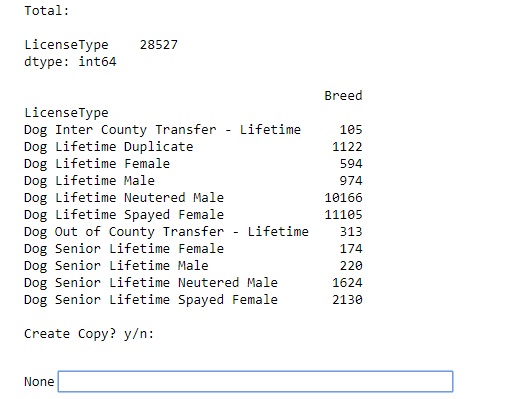 Total:
LicenseType    28527
dtype: int64
Breed
LicenseType
Dog Inter County Transfer - Lifetime    105
Dog Lifetime Duplicate    1122
Dog Lifetime Female    594
Dog Lifetime Male    974
Dog Lifetime Neutered Male    10166
Dog Lifetime Spayed Female    11105
Dog Out of County Transfer - Lifetime    313
Dog Senior Lifetime Female    174
Dog Senior Lifetime Male    220
Dog Senior Lifetime Neutered Male    1624
Dog Senior Lifetime Spayed Female    2130
Create Copy? y/n:
None